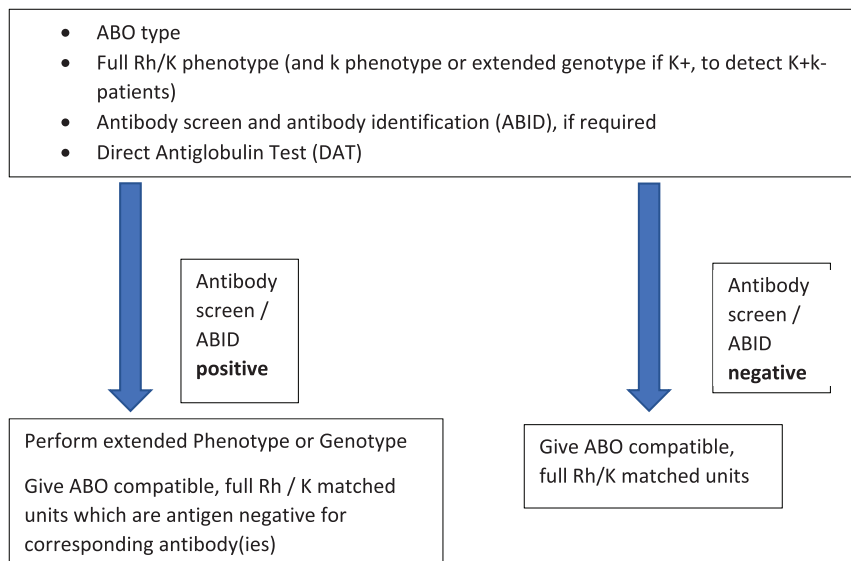 • ABO type
• Full Rh/K phenotype (and k phenotype or extended genotype if K+, to detect K+k-
patients)
• Antibody screen and antibody identification (ABID), if required
• Direct Antiglobulin Test (DAT)
Antibody
screen /
ABID
positive
Antibody
screen /
ABID
negative
Perform extended Phenotype or Genotype
Give ABO compatible, full Rh / K matched
units which are antigen negative for
corresponding antibody(ies)
Give ABO compatible,
full Rh/K matched units